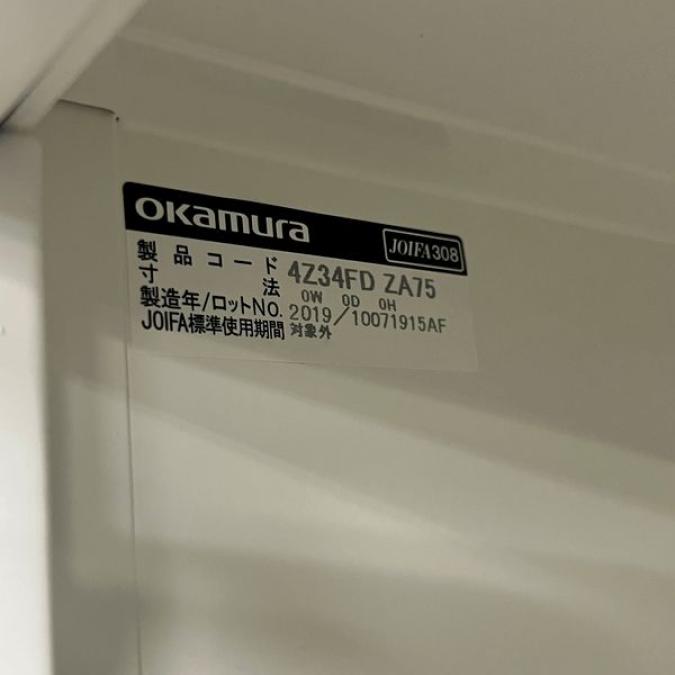 okamura JOIFA308
製品コード 4Z34FD ZA75
寸法 0W 0D 0H
製造年/ロットNO. 2019/10071915AF
JOIFA標準使用期間 対象外